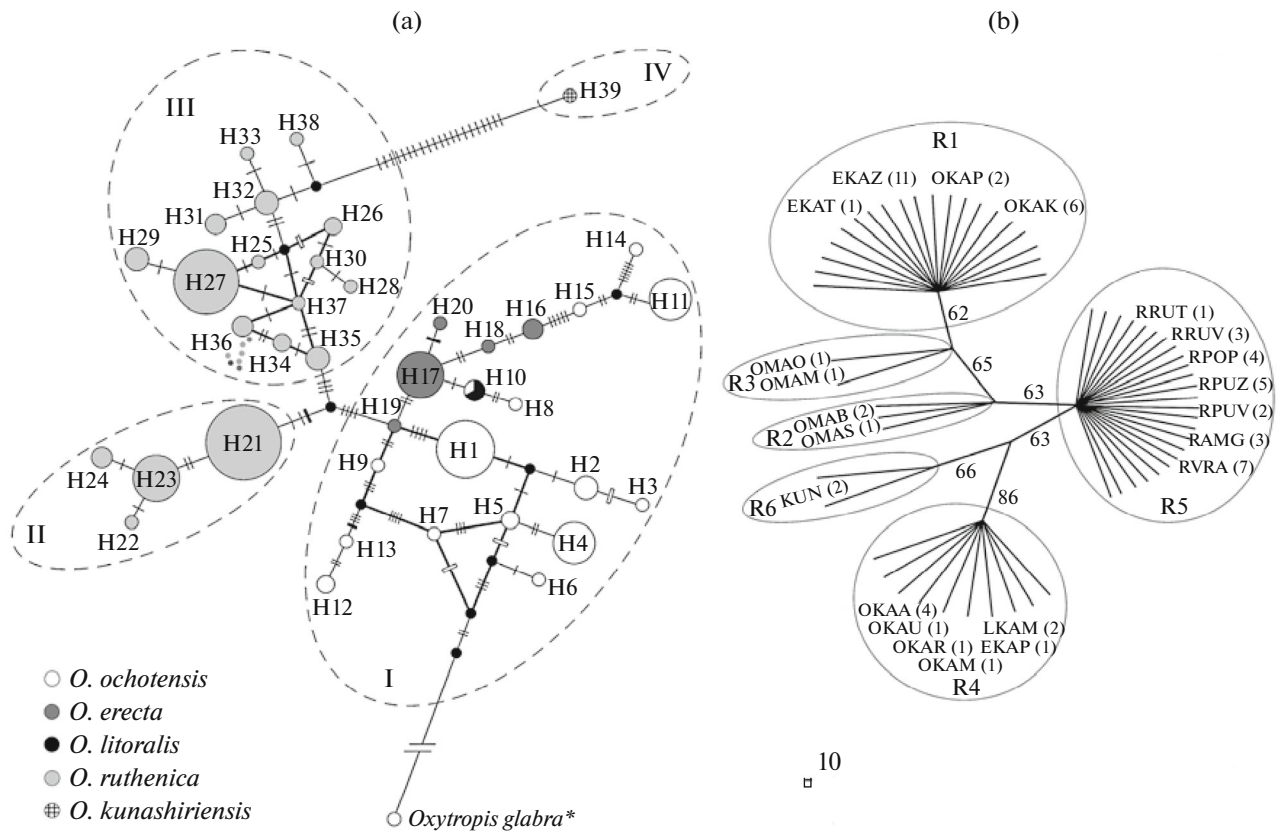 (a)
(b)
IV
H39
III
H38
H33
H32
H31
H26
H29
H25
H30
H27
H28
H37
H36
H34
H35
H14
H15
H11
H20
H16
H18
H17
H10
H8
H19
H21
H1
H24
H23
H9
H2
H3
II
H22
H7
H5
H4
H13
H6
H12
I
O. ochotensis
O. erecta
O. litoralis
O. ruthenica
O. kunashiriensis
Oxytropis glabra*
R1
EKAZ (11)
OKAP (2)
EKAT (1)
OKAK (6)
62
RRUT (1)
RRUV (3)
RPOP (4)
RPUZ (5)
RPUV (2)
RAMG (3)
RVRA (7)
R5
OMAO (1)
R3
OMAM (1)
65
63
OMAB (2)
R2
OMAS (1)
63
66
R6
KUN (2)
86
OKAA (4)
OKAU (1)
OKAR (1)
OKAM (1)
LKAM (2)
EKAP (1)
R4
10